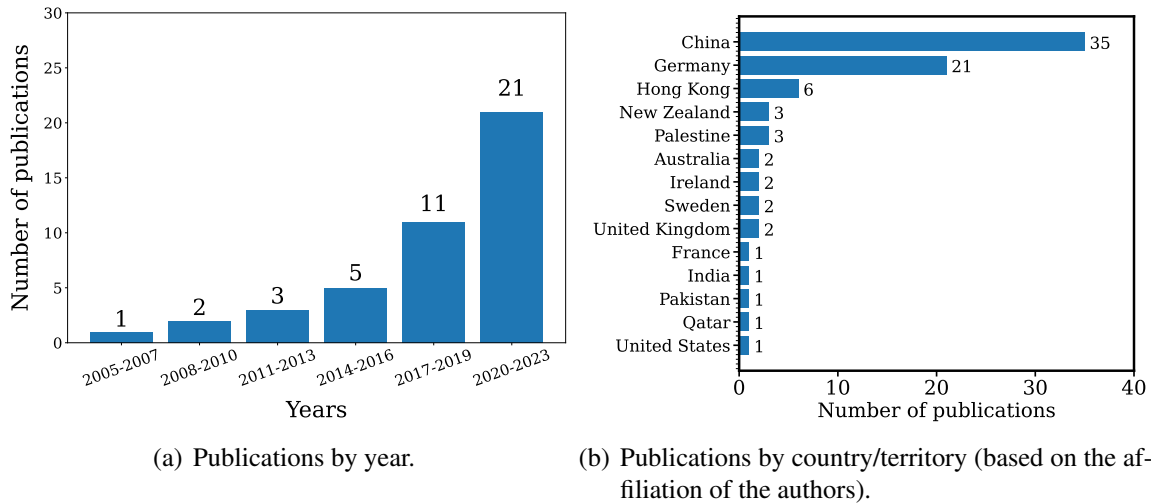 30
25
20
15
10
5
0
Number of publications
1
2
3
5
11
21
2005-2007
2008-2010
2011-2013
2014-2016
2017-2019
2020-2023
Years
(a) Publications by year.
China 35
Germany 21
Hong Kong 6
New Zealand 3
Palestine 3
Australia 2
Ireland 2
Sweden 2
United Kingdom 2
France 1
India 1
Pakistan 1
Qatar 1
United States 1
0 10 20 30 40
Number of publications
(b) Publications by country/territory (based on the af-
filiation of the authors).